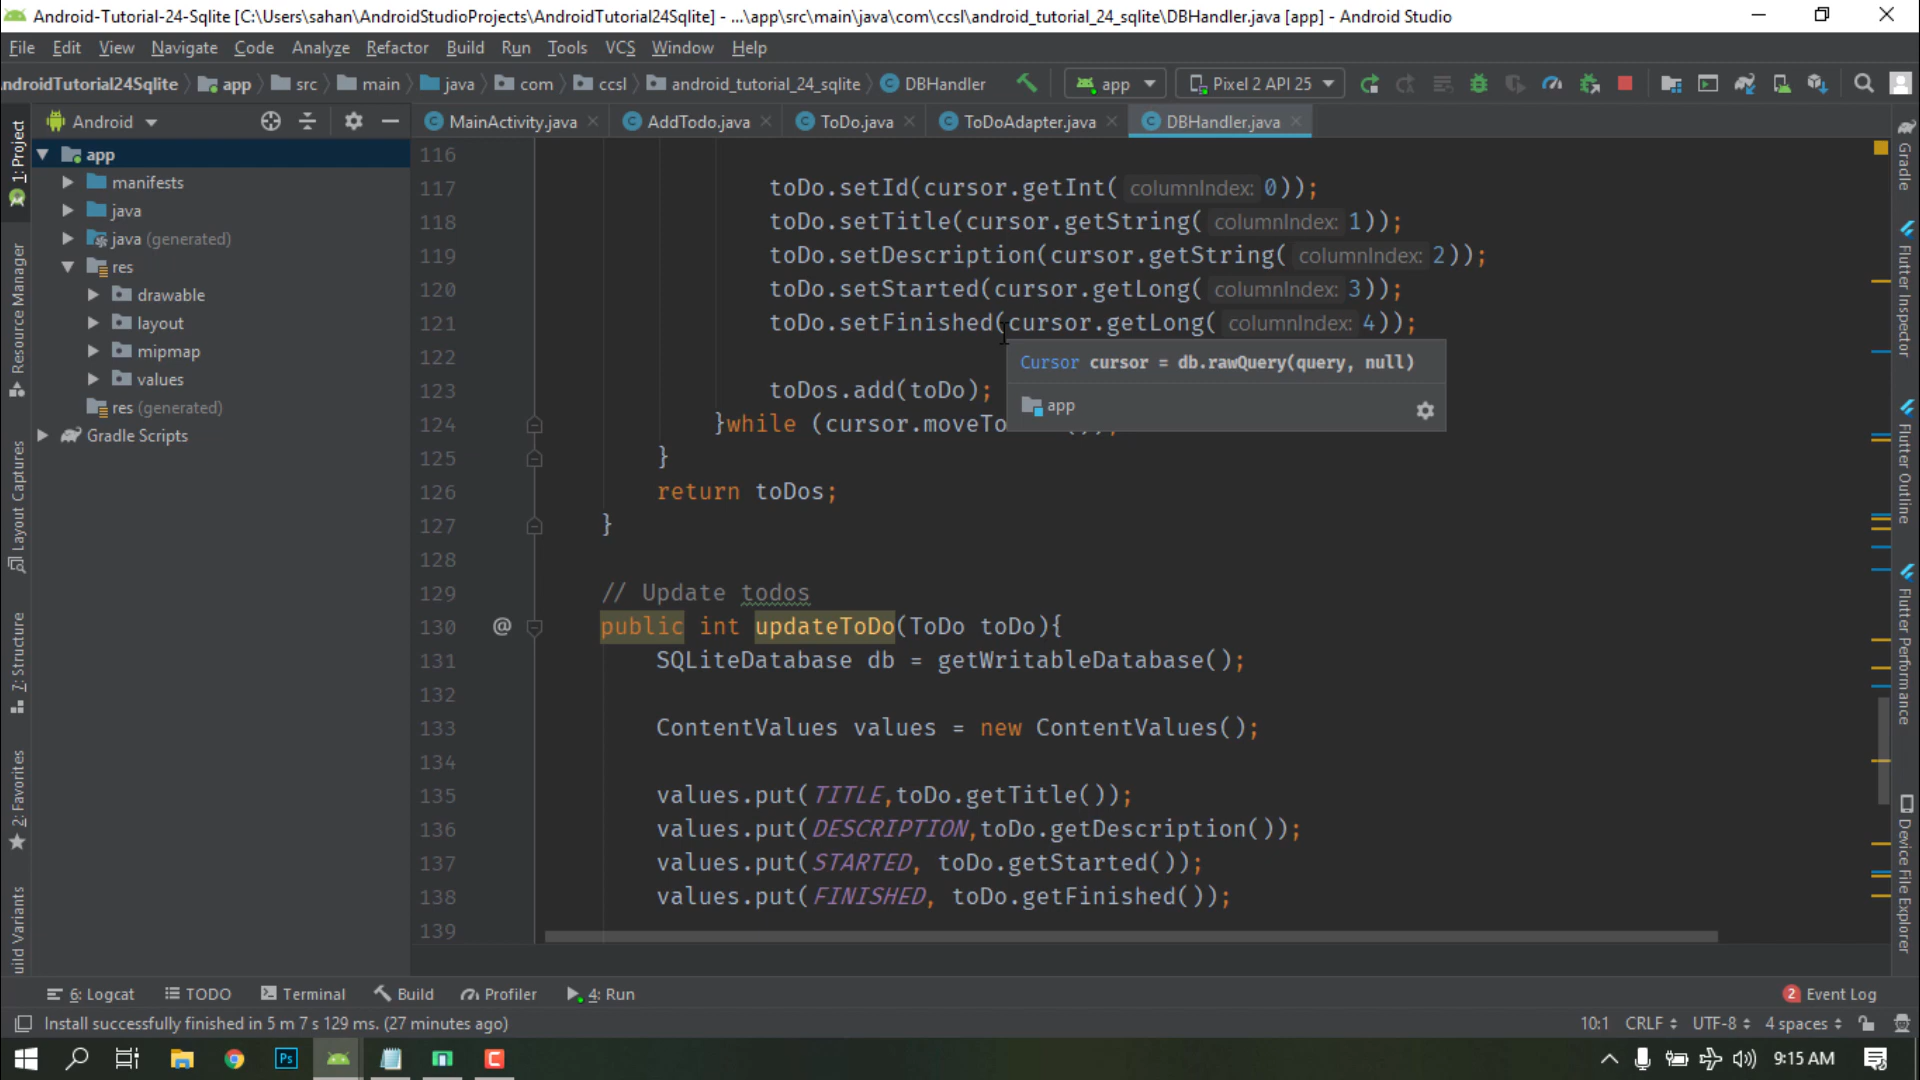 Android-Tutorial-24-Sqlite [C:\Users\sahan\AndroidStudioProjects\AndroidTutorial24Sqlite] - ...\app\src\main\java\com\ccsl\android_tutorial_24_sqlite\DBHandler.java [app] - Android Studio
File Edit View Navigate Code Analyze Refactor Build Run Tools VCS Window Help
ndroidTutorial24Sqlite app src main java com ccsl android_tutorial_24_sqlite DBHandler app Pixel 2 API 25
Android MainActivity.java AddTodo.java ToDo.java ToDoAdapter.java DBHandler.java
1: Project
Resource Manager
Layout Captures
7: Structure
2: Favorites
uild Variants
app
manifests
java
java (generated)
res
drawable
layout
mipmap
values
res (generated)
Gradle Scripts
116
117 toDo.setId(cursor.getInt( columnIndex: 0));
118 toDo.setTitle(cursor.getString( columnIndex: 1));
119 toDo.setDescription(cursor.getString( columnIndex: 2));
120 toDo.setStarted(cursor.getLong( columnIndex: 3));
121 toDo.setFinished(cursor.getLong( columnIndex: 4));
122
Cursor cursor = db.rawQuery(query, null)
app
123 toDos.add(toDo);
124 }while (cursor.moveTo
125 }
126 return toDos;
127 }
128
129 // Update todos
130 @ public int updateToDo(ToDo toDo){
131 SQLiteDatabase db = getWritableDatabase();
132
133 ContentValues values = new ContentValues();
134
135 values.put(TITLE,toDo.getTitle());
136 values.put(DESCRIPTION,toDo.getDescription());
137 values.put(STARTED, toDo.getStarted());
138 values.put(FINISHED, toDo.getFinished());
139
Gradle
Flutter Inspector
Flutter Outline
Flutter Performance
Device File Explorer
6: Logcat TODO Terminal Build Profiler 4: Run 2 Event Log
Install successfully finished in 5 m 7 s 129 ms. (27 minutes ago) 10:1 CRLF UTF-8 4 spaces
Ps C 9:15 AM